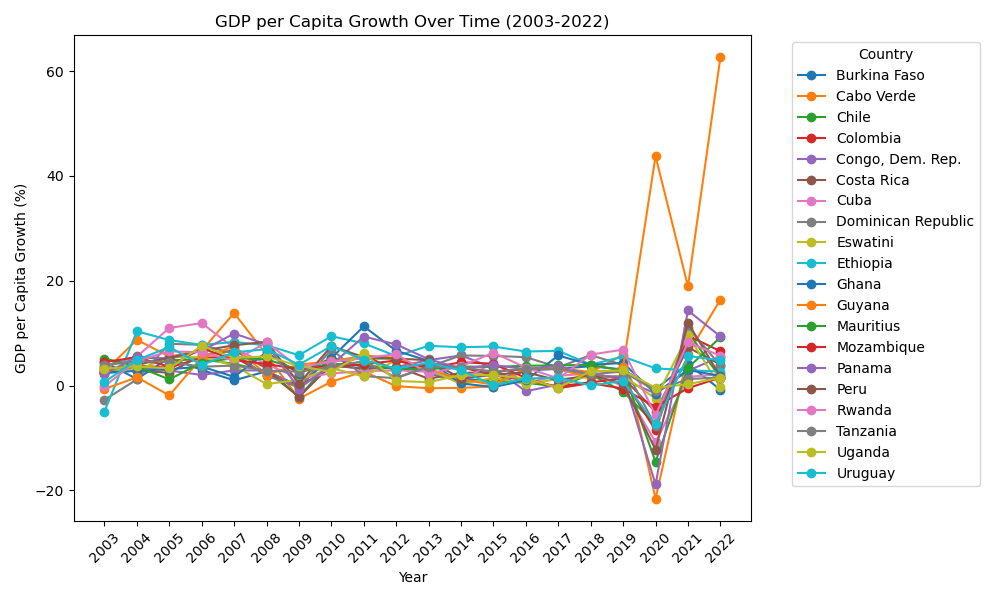 GDP per Capita Growth Over Time (2003-2022)
GDP per Capita Growth (%)
60
40
20
0
−20
2003
2004
2005
2006
2007
2008
2009
2010
2011
2012
2013
2014
2015
2016
2017
2018
2019
2020
2021
2022
Year
Country
Burkina Faso
Cabo Verde
Chile
Colombia
Congo, Dem. Rep.
Costa Rica
Cuba
Dominican Republic
Eswatini
Ethiopia
Ghana
Guyana
Mauritius
Mozambique
Panama
Peru
Rwanda
Tanzania
Uganda
Uruguay